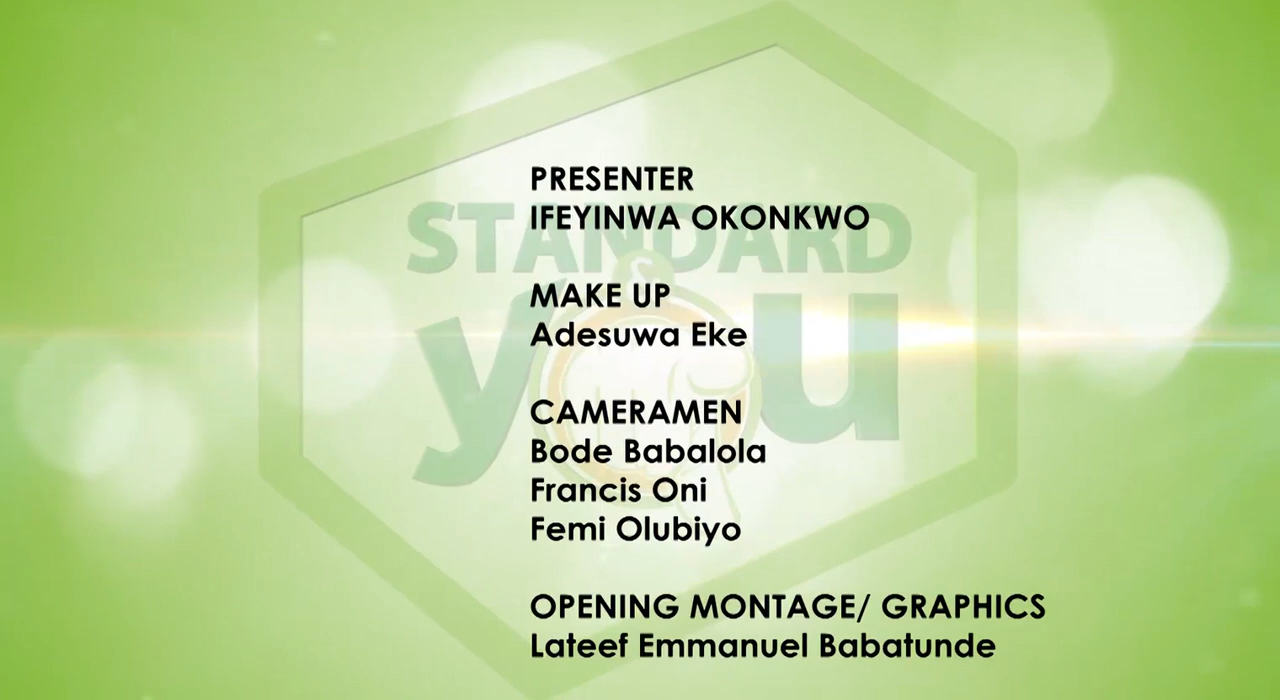 PRESENTER
IFEYINWA OKONKWO
MAKE UP
Adesuwa Eke
CAMERAMEN
Bode Babalola
Francis Oni
Femi Olubiyo
OPENING MONTAGE/ GRAPHICS
Lateef Emmanuel Babatunde
STANDARD
&
you